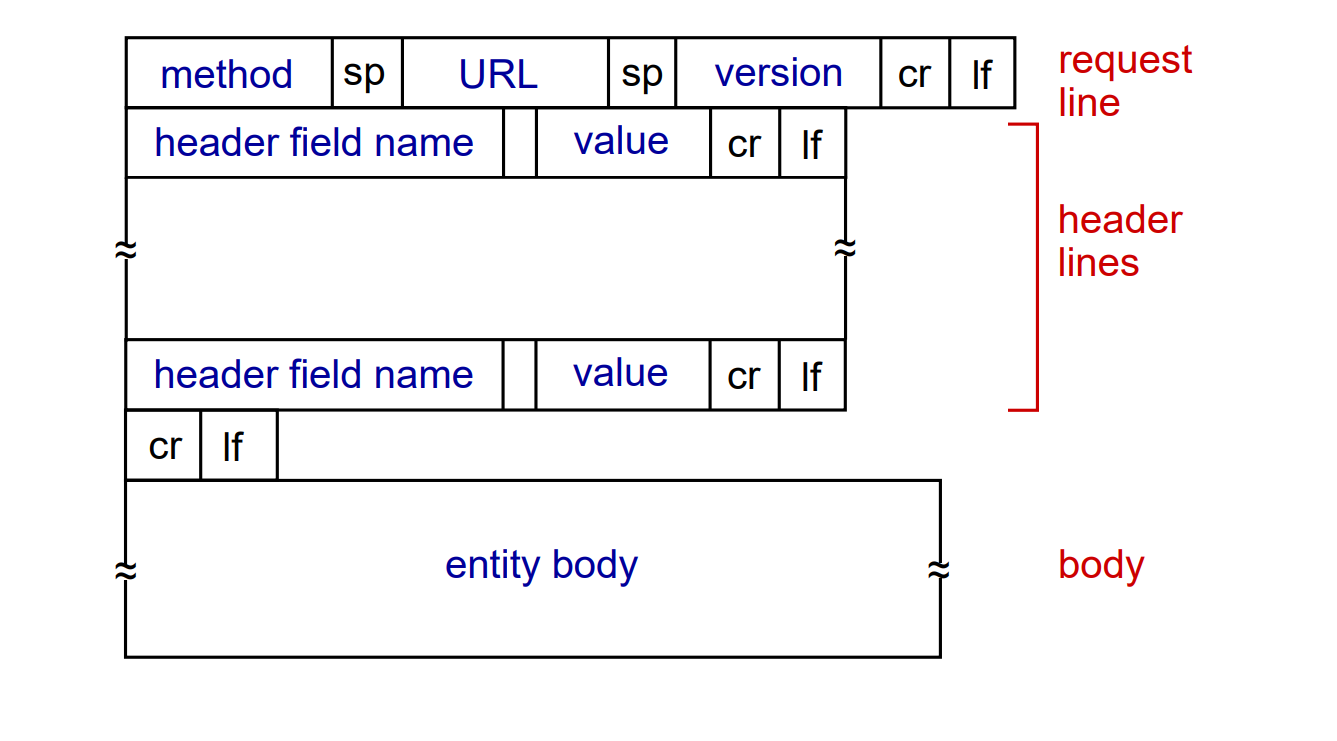 method sp URL sp version cr lf
request
line
header field name value cr lf
header
lines
header field name value cr lf
cr lf
entity body
body